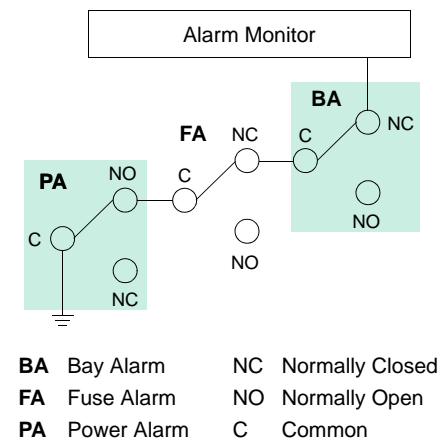 Alarm Monitor
BA
NC
FA
NC
C
PA
NO
C
NO
C
NO
NC
BA Bay Alarm NC Normally Closed
FA Fuse Alarm NO Normally Open
PA Power Alarm C Common